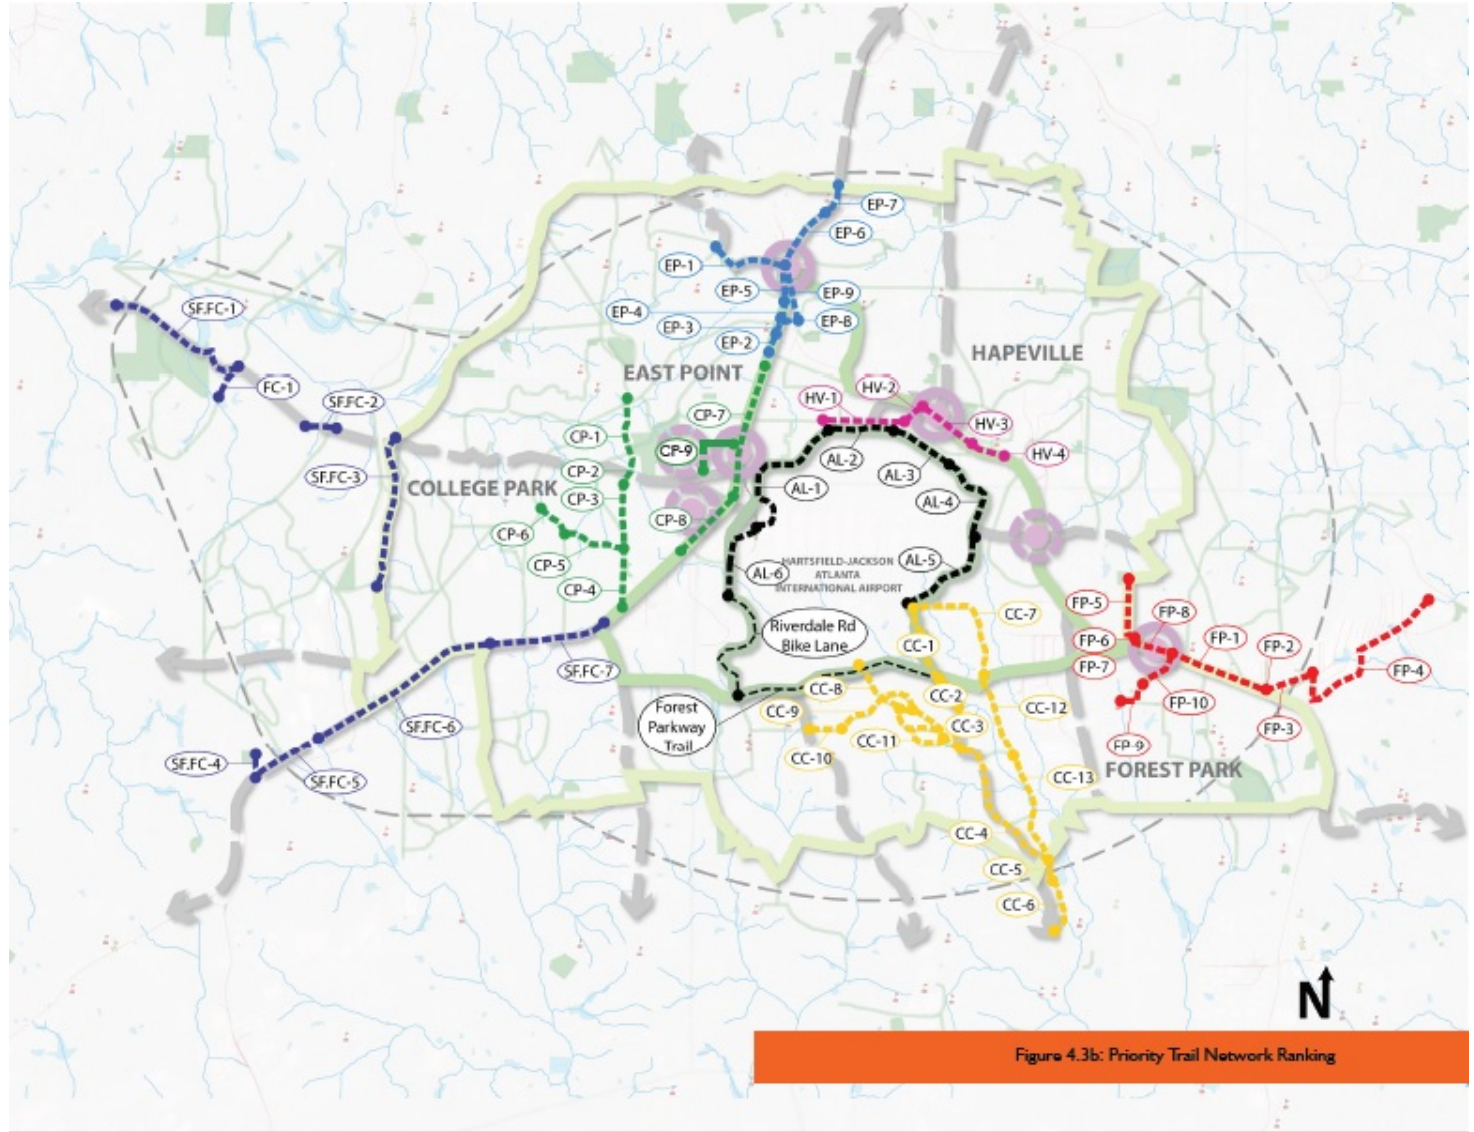 EP-7
EP-6
EP-1
EP-5
EP-9
EP-4
EP-3
EP-8
EP-2
SF.FC-1
FC-1
SF.FC-2
SF.FC-3
HAPEVILLE
EAST POINT
HV-2
HV-1
HV-3
HV-4
CP-7
CP-1
CP-9
CP-2
CP-3
COLLEGE PARK
CP-8
CP-6
CP-5
CP-4
AL-2
AL-3
AL-1
AL-4
AL-5
AL-6
HARTSFIELD-JACKSON
ATLANTA
INTERNATIONAL AIRPORT
Riverdale Rd
Bike Lane
CC-7
CC-1
FP-5
FP-8
FP-6
FP-1
FP-7
FP-2
FP-4
FP-10
FP-3
FP-9
FOREST PARK
SF.FC-7
SF.FC-6
SF.FC-4
SF.FC-5
Forest
Parkway
Trail
CC-8
CC-2
CC-9
CC-12
CC-3
CC-11
CC-10
CC-13
CC-4
CC-5
CC-6
N
Figure 4.3b: Priority Trail Network Ranking